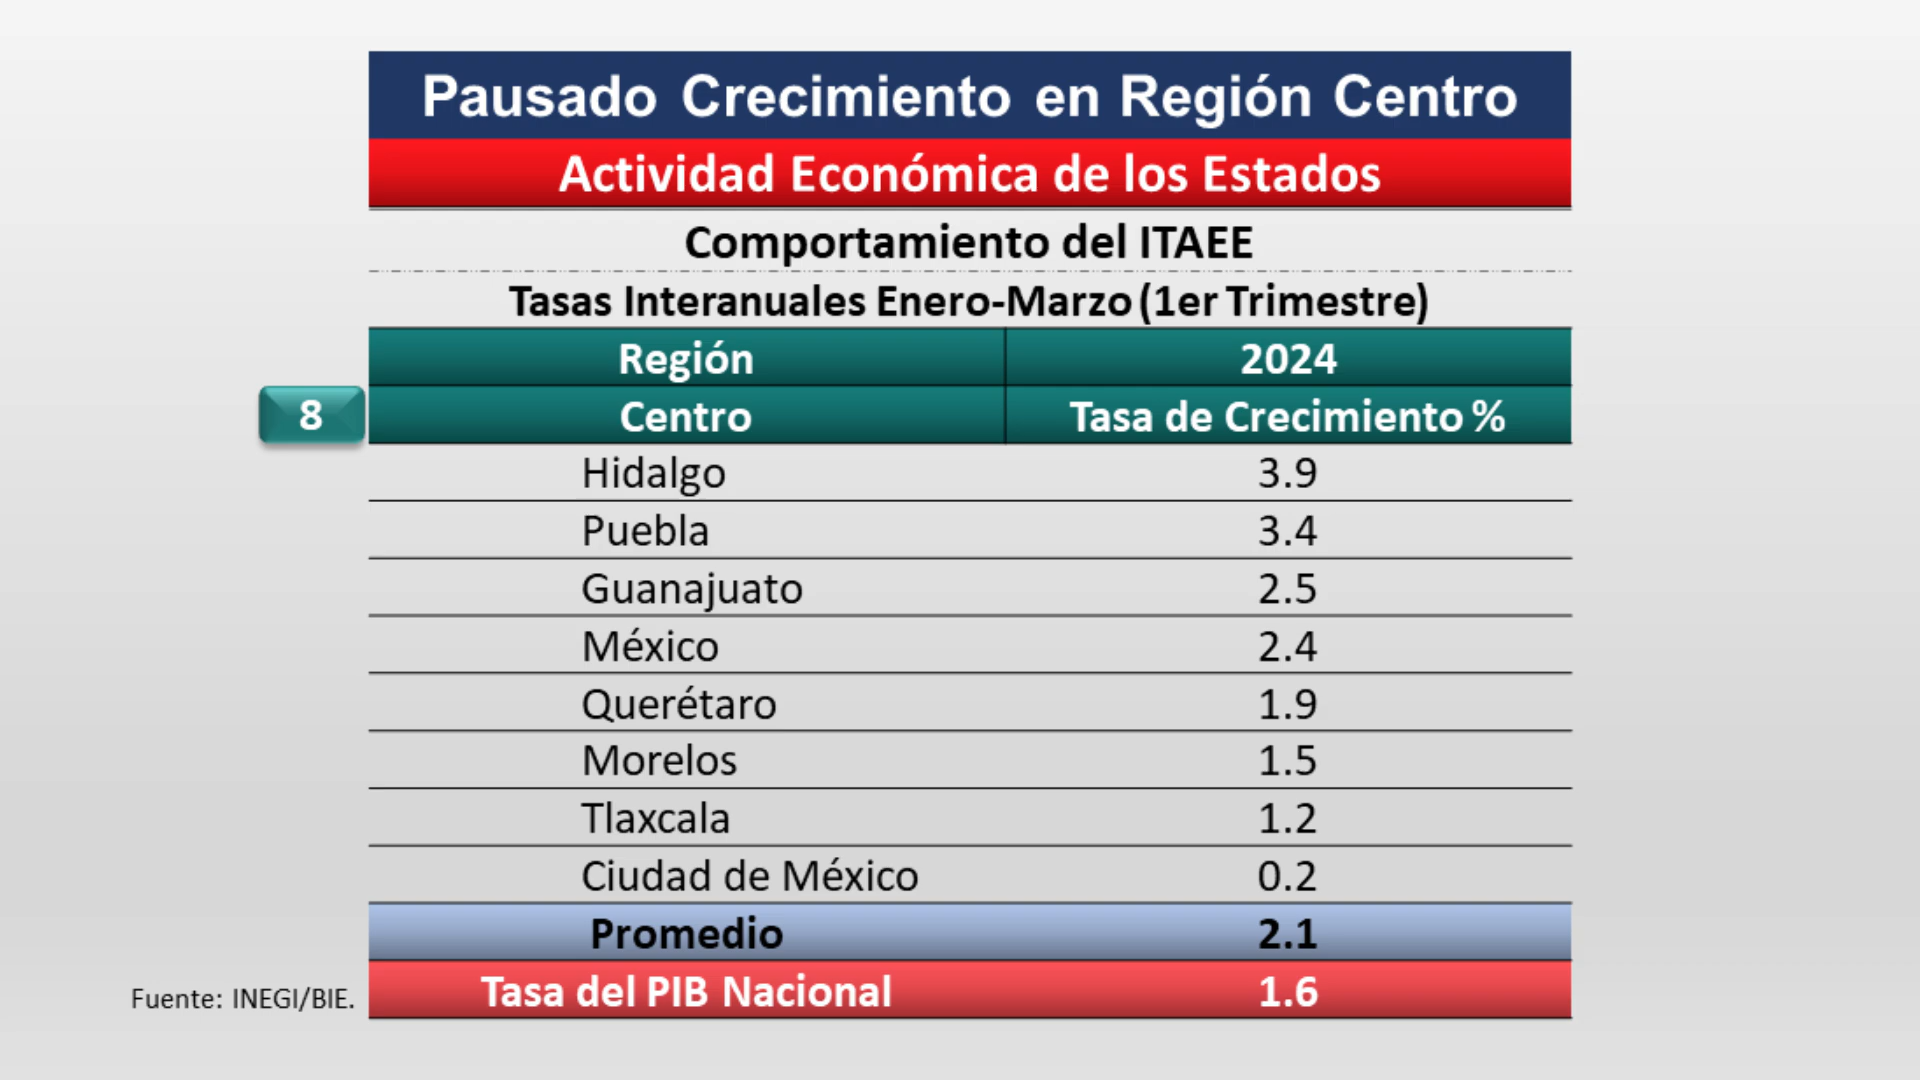 Pausado Crecimiento en Región Centro
Actividad Económica de los Estados
Comportamiento del ITAEE
Tasas Interanuales Enero-Marzo (1er Trimestre)
Región 2024
8 Centro Tasa de Crecimiento %
Hidalgo 3.9
Puebla 3.4
Guanajuato 2.5
México 2.4
Querétaro 1.9
Morelos 1.5
Tlaxcala 1.2
Ciudad de México 0.2
Promedio 2.1
Tasa del PIB Nacional 1.6
Fuente: INEGI/BIE.